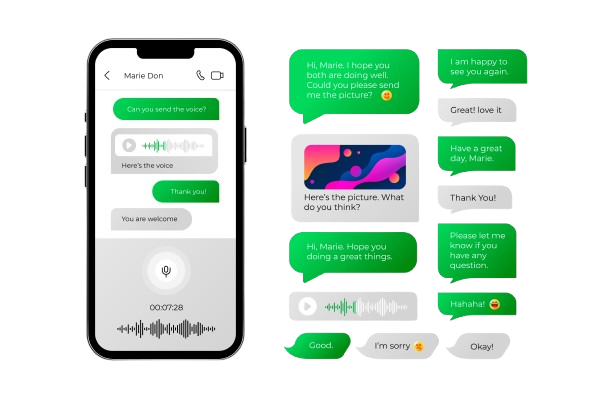 Marie Don
Can you send the voice?
Here's the voice
Thank you!
You are welcome
00:07:28
Hi, Marie. I hope you
both are doing well.
Could you please send
me the picture?
Here's the picture. What
do you think?
Hi, Marie. Hope you
doing a great things.
Good.
I'm sorry
I am happy to
see you again.
Great! love it
Have a great
day, Marie.
Thank You!
Please let me
know if you
have any
question.
Hahaha!
Okay!